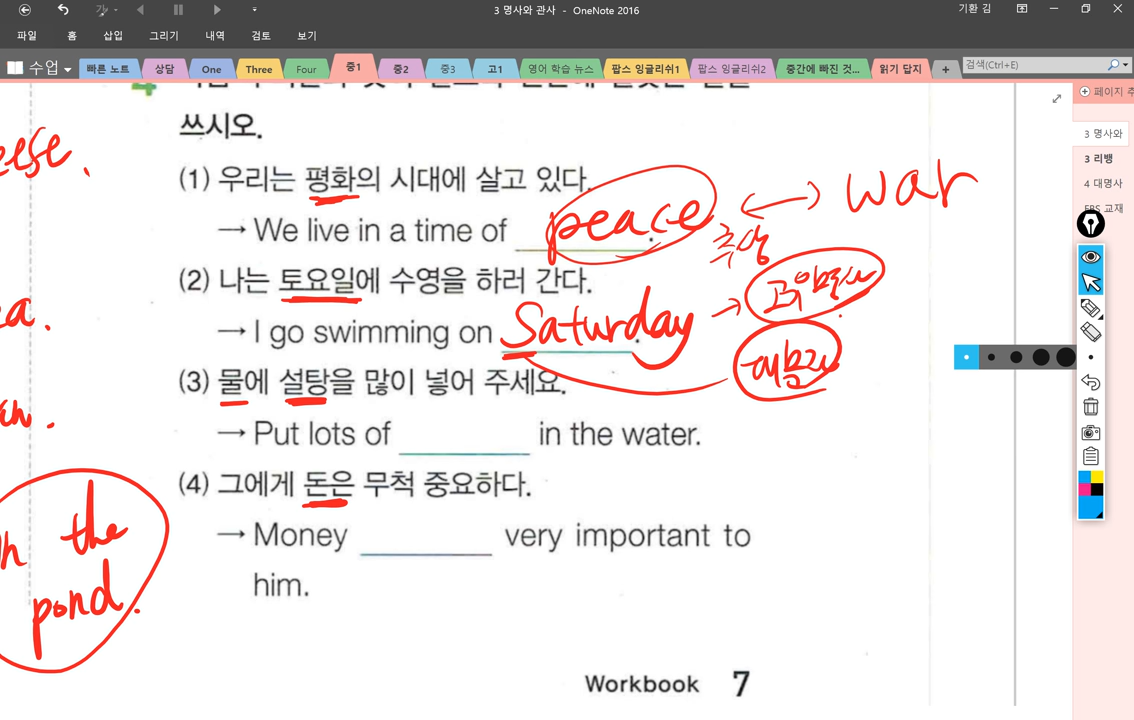 3 명사와 관사 - OneNote 2016
기환 김
파일 홈 삽입 그리기 내역 검토 보기
수업 빠른 노트 상담 One Three Four 중1 중2 중3 고1 영어 학습 뉴스 팝스 잉글리쉬1 팝스 잉글리쉬2 중간에 빠진 것... 읽기 답지 + 검색(Ctrl+E)
페이지 추
3 명사와
3 리뱅
4 대명사
EBS 교재
쓰시오.
(1) 우리는 평화의 시대에 살고 있다.
→ We live in a time of peace. ↔ war
추상
(2) 나는 토요일에 수영을 하러 간다.
→ I go swimming on Saturday. → 고유명사
대문자
(3) 물에 설탕을 많이 넣어 주세요.
→ Put lots of in the water.
(4) 그에게 돈은 무척 중요하다.
→ Money very important to
him.
the
pond.
Workbook 7